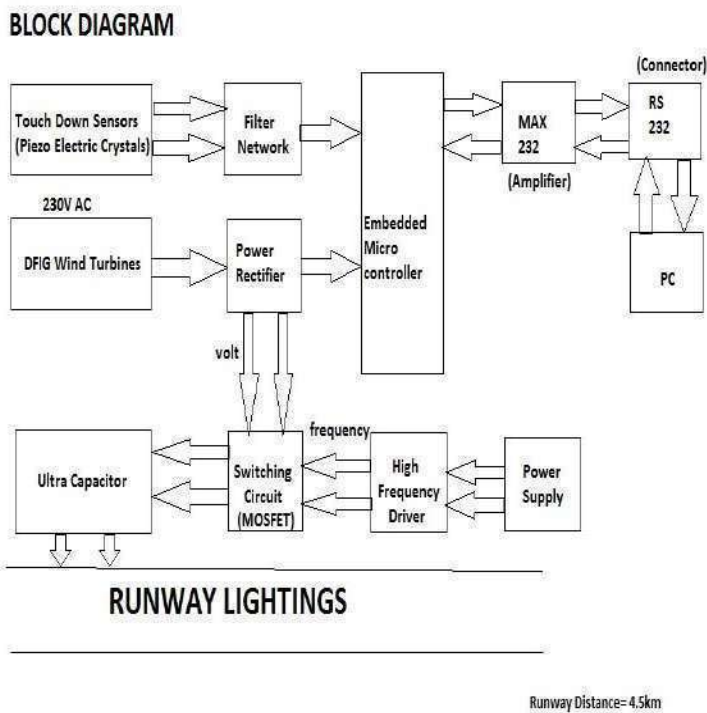 BLOCK DIAGRAM
Touch Down Sensors
(Piezo Electric Crystals)
Filter
Network
Embedded
Micro
controller
MAX
232
(Amplifier)
(Connector)
RS
232
PC
230V AC
DFIG Wind Turbines
Power
Rectifier
volt
frequency
Ultra Capacitor
Switching
Circuit
(MOSFET)
High
Frequency
Driver
Power
Supply
RUNWAY LIGHTINGS
Runway Distance= 4.5km